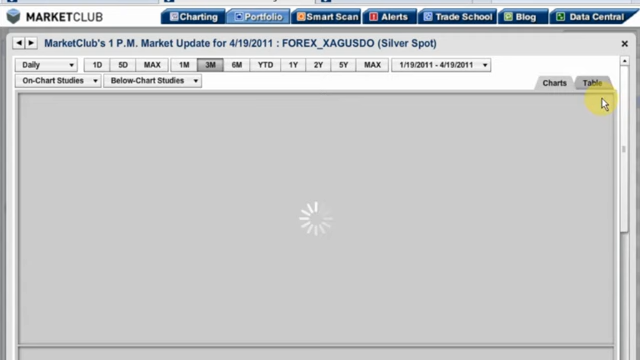 MARKETCLUB Charting Portfolio Smart Scan Alerts Trade School Blog Data Central
MarketClub's 1 P.M. Market Update for 4/19/2011 : FOREX_XAGUSDO (Silver Spot)
Daily 1D 5D MAX 1M 3M 6M YTD 1Y 2Y 5Y MAX 1/19/2011 - 4/19/2011
On-Chart Studies Below-Chart Studies Charts Table